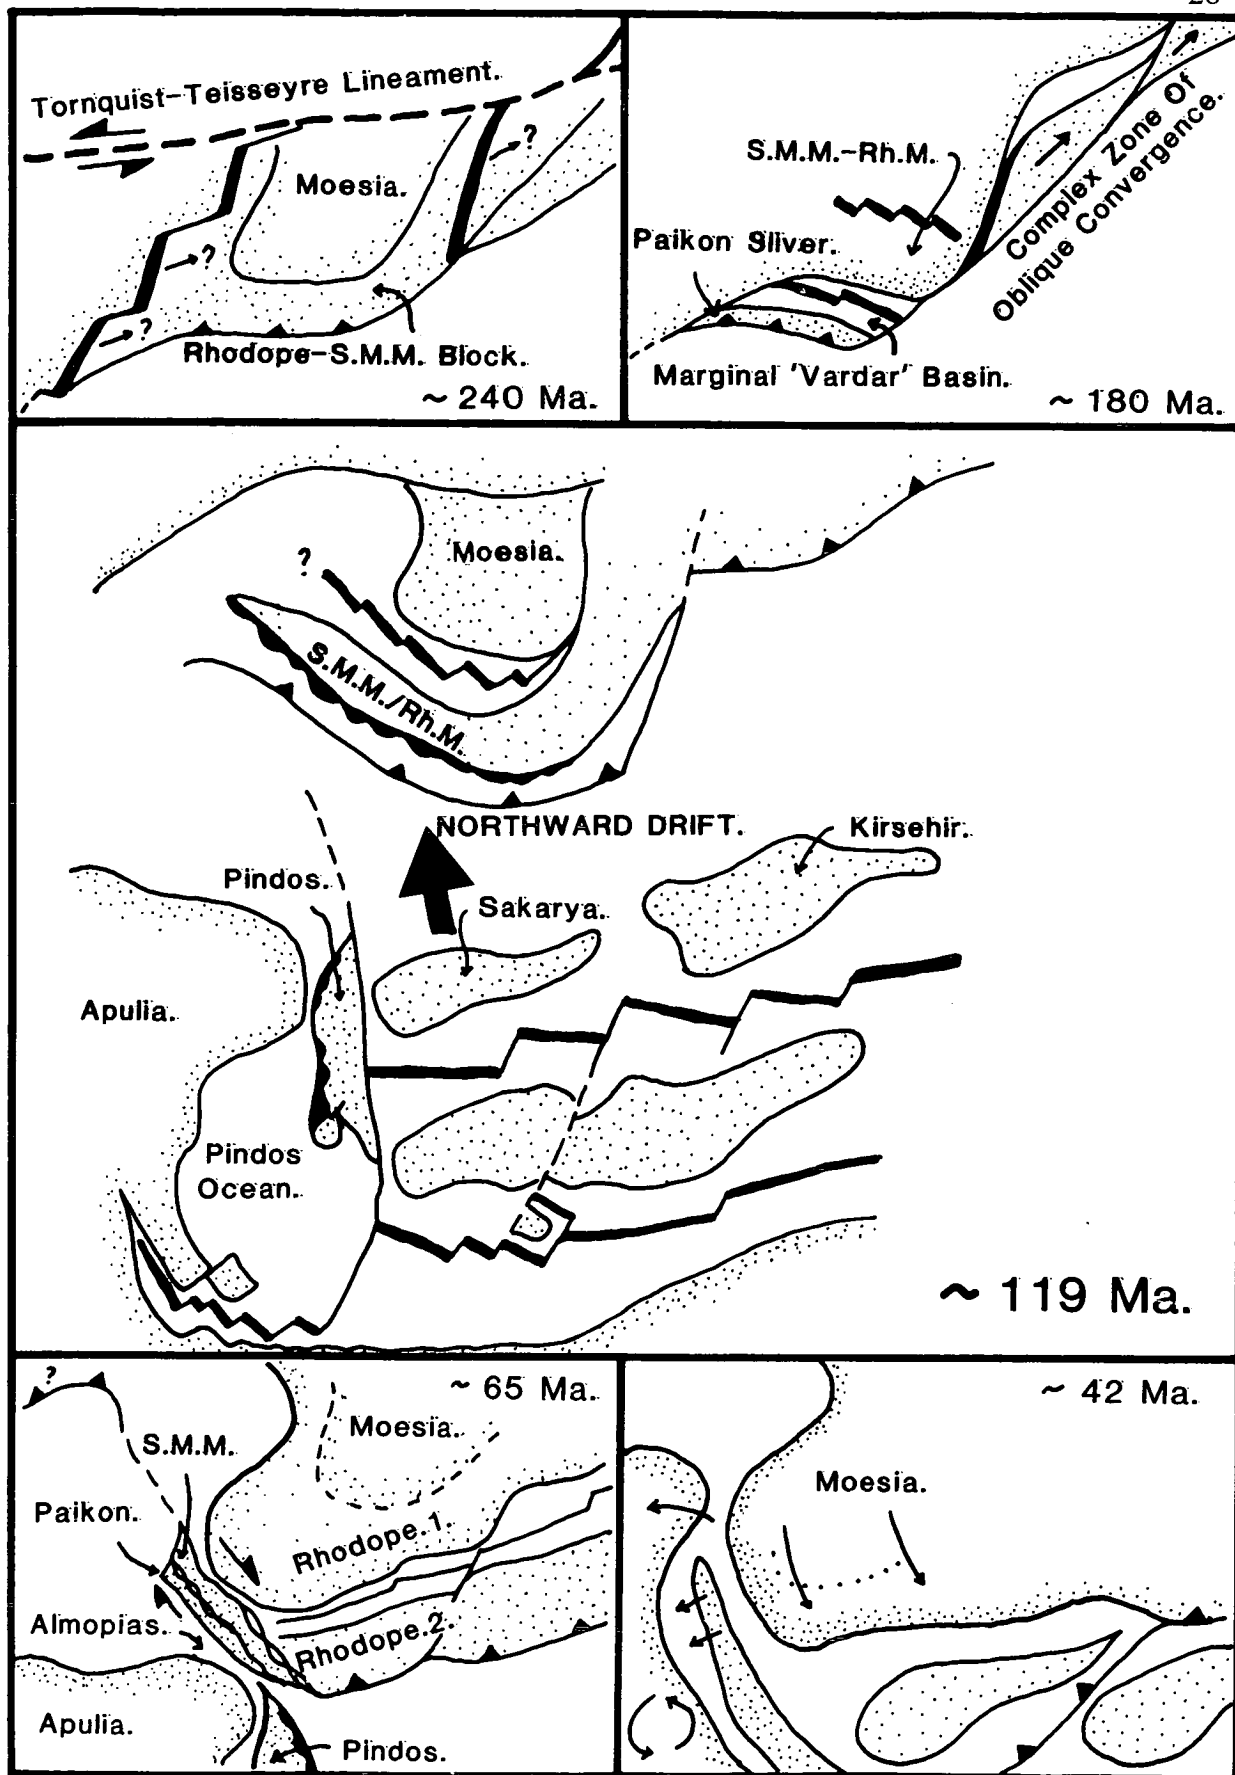 Tornquist-Teisseyre Lineament.
?
Moesia.
?
?
Rhodope-S.M.M. Block.
~ 240 Ma.
S.M.M.-Rh.M.
Paikon Sliver.
Complex Zone Of
Oblique Convergence.
Marginal 'Vardar' Basin.
~ 180 Ma.
Moesia.
?
S.M.M./Rh.M.
NORTHWARD DRIFT.
Kirsehir.
Pindos.
Sakarya.
Apulia.
Pindos
Ocean.
~ 119 Ma.
?
~ 65 Ma.
Moesia.
S.M.M.
Paikon.
Rhodope.1.
Almopias.
Rhodope.2.
Apulia.
Pindos.
~ 42 Ma.
Moesia.